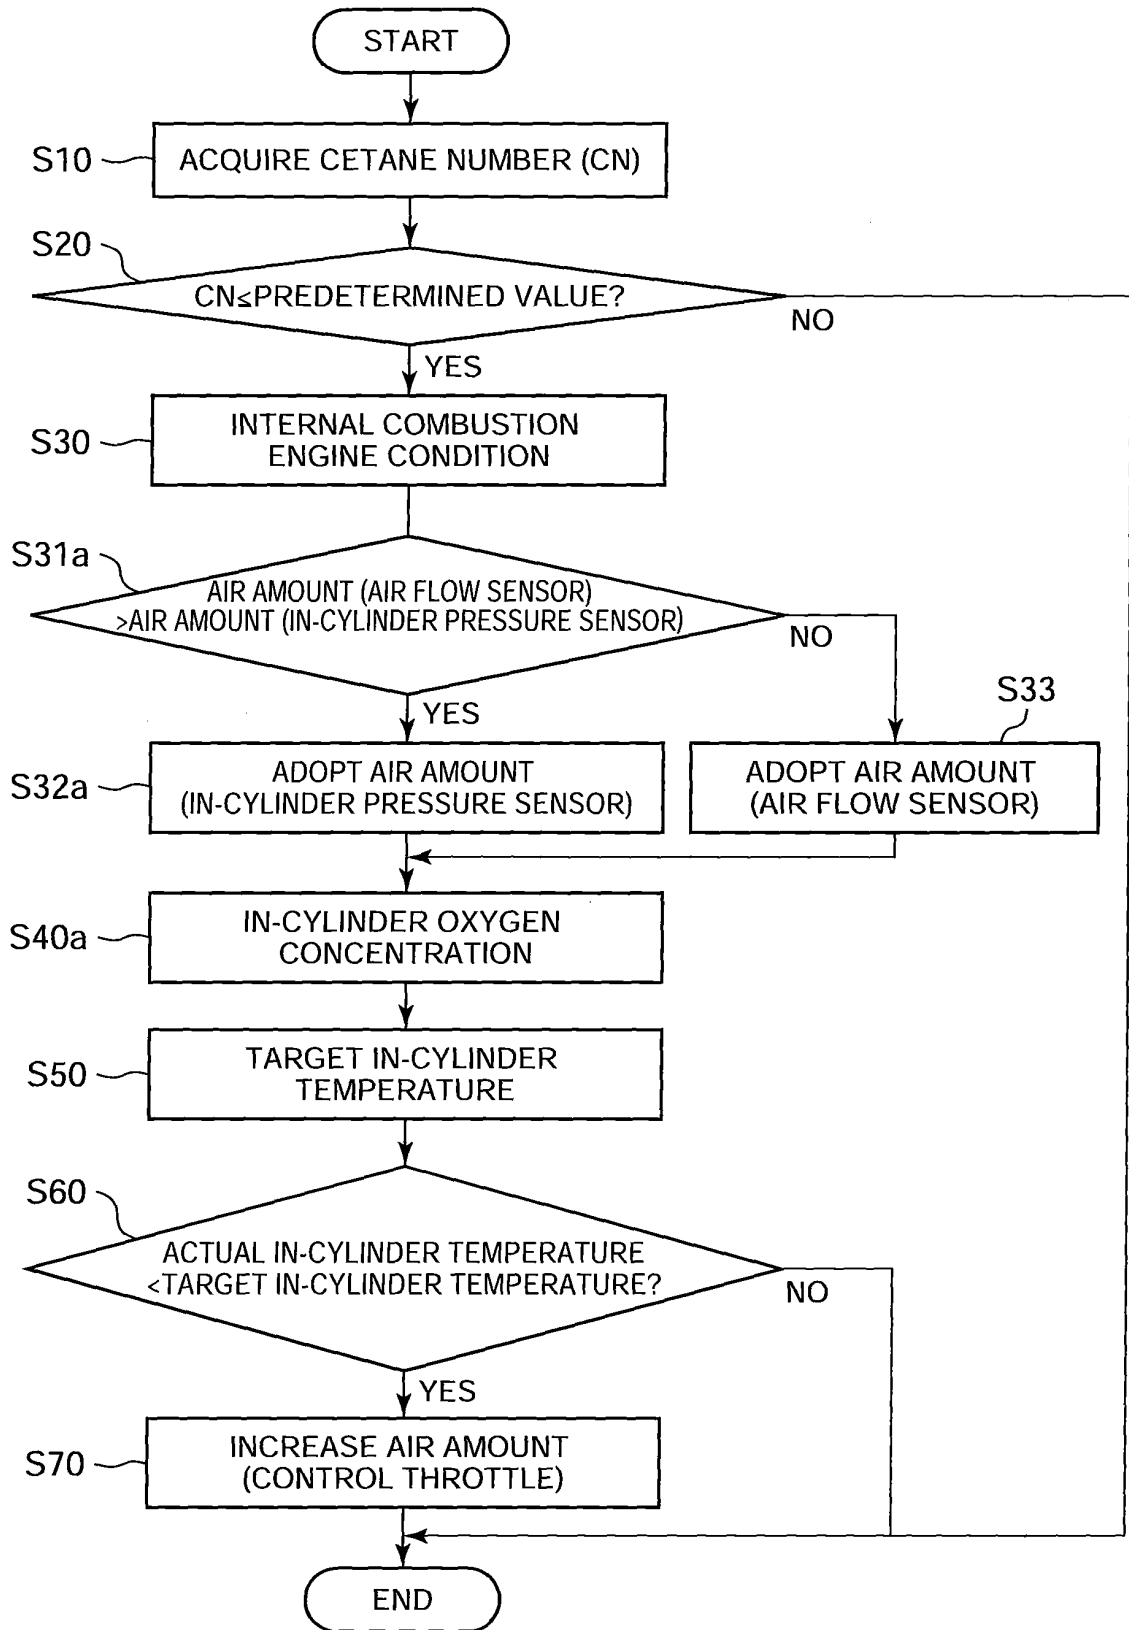 START
S10
ACQUIRE CETANE NUMBER (CN)
S20
CN≤PREDETERMINED VALUE?
NO
YES
S30
INTERNAL COMBUSTION
ENGINE CONDITION
S31a
AIR AMOUNT (AIR FLOW SENSOR)
>AIR AMOUNT (IN-CYLINDER PRESSURE SENSOR)
NO
YES
S33
S32a
ADOPT AIR AMOUNT
(IN-CYLINDER PRESSURE SENSOR)
ADOPT AIR AMOUNT
(AIR FLOW SENSOR)
S40a
IN-CYLINDER OXYGEN
CONCENTRATION
S50
TARGET IN-CYLINDER
TEMPERATURE
S60
ACTUAL IN-CYLINDER TEMPERATURE
<TARGET IN-CYLINDER TEMPERATURE?
NO
YES
S70
INCREASE AIR AMOUNT
(CONTROL THROTTLE)
END